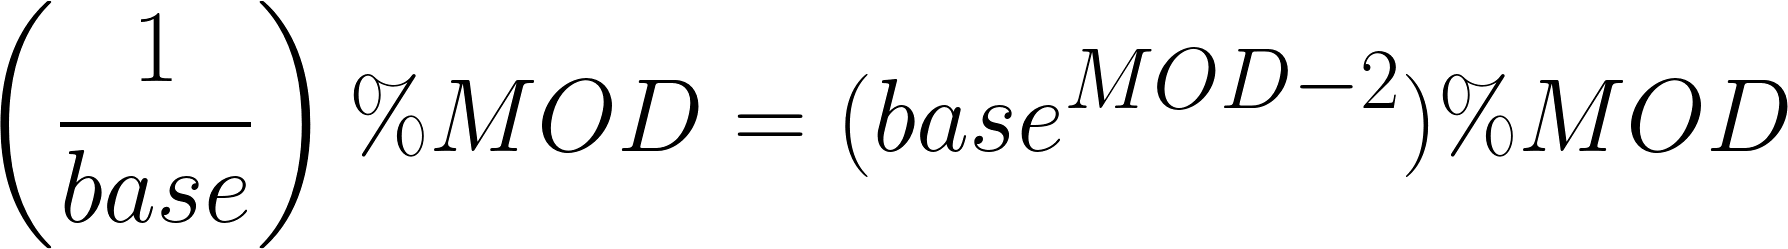 (1/base) %MOD = (base^{MOD-2})%MOD